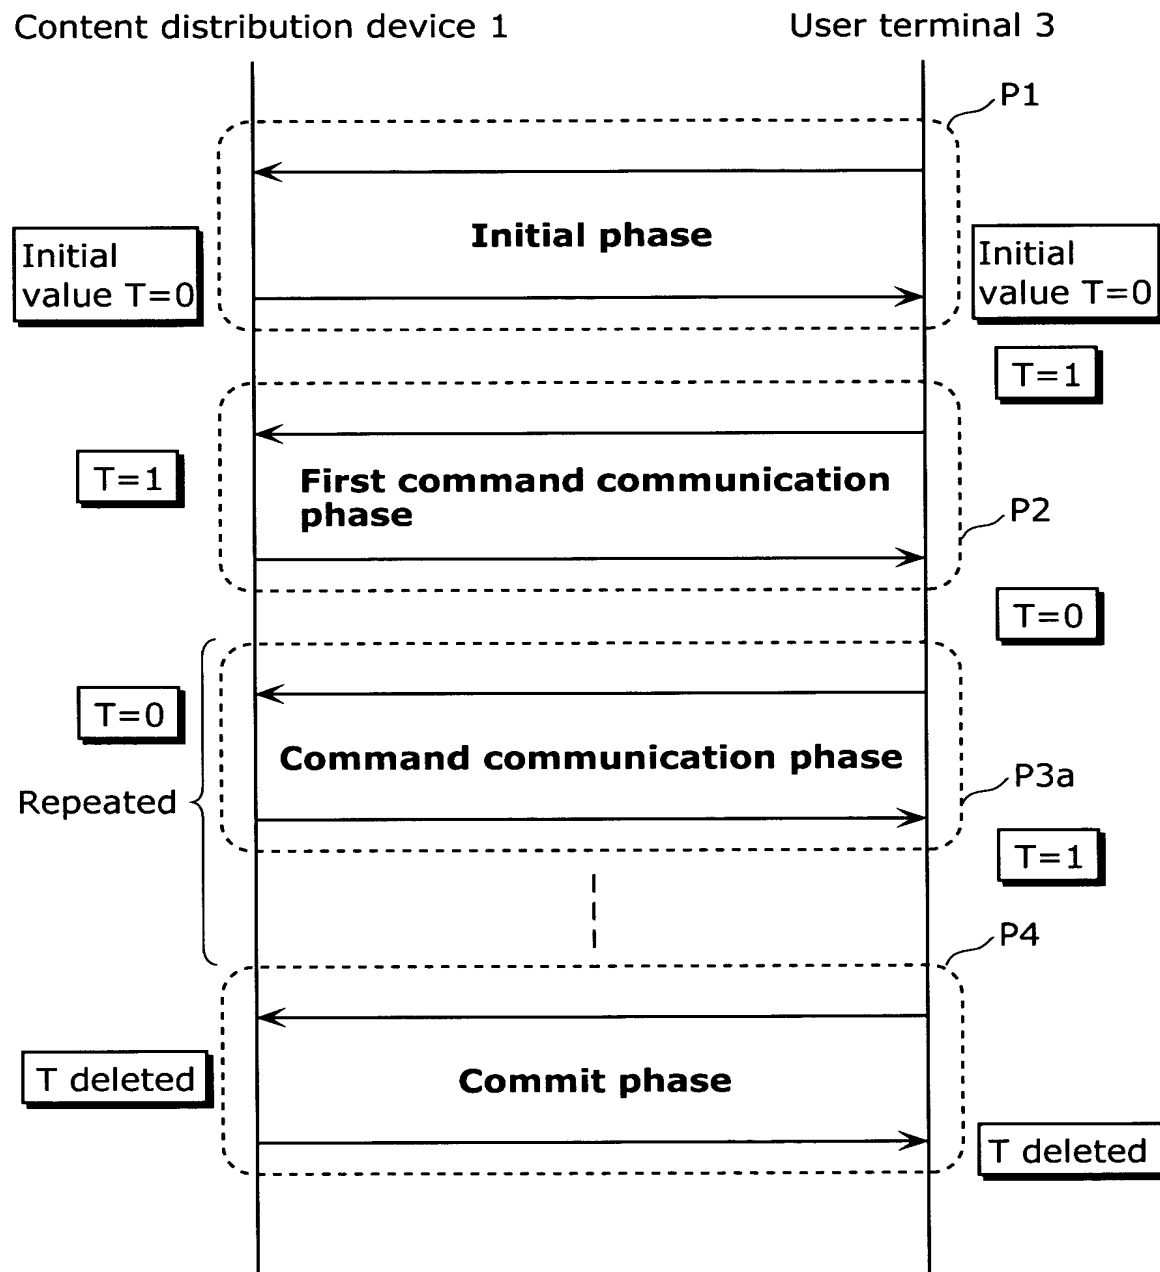 Content distribution device 1
User terminal 3
P1
Initial phase
Initial
value T=0
Initial
value T=0
T=1
T=1
First command communication
phase
P2
T=0
T=0
Command communication phase
P3a
Repeated
T=1
P4
T deleted
Commit phase
T deleted